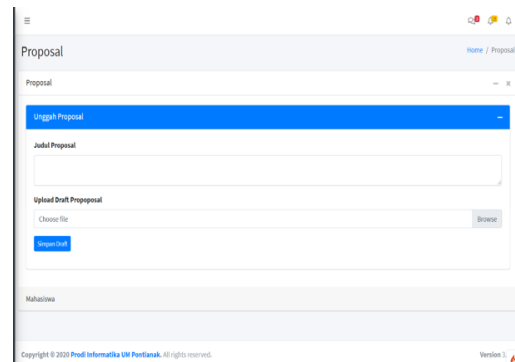 Proposal
Home / Proposal
Proposal
Unggah Proposal
Judul Proposal
Upload Draft Propoposal
Choose file
Browse
Simpan Draft
Mahasiswa
Copyright © 2020 Prodi Informatika UM Pontianak. All rights reserved.
Version